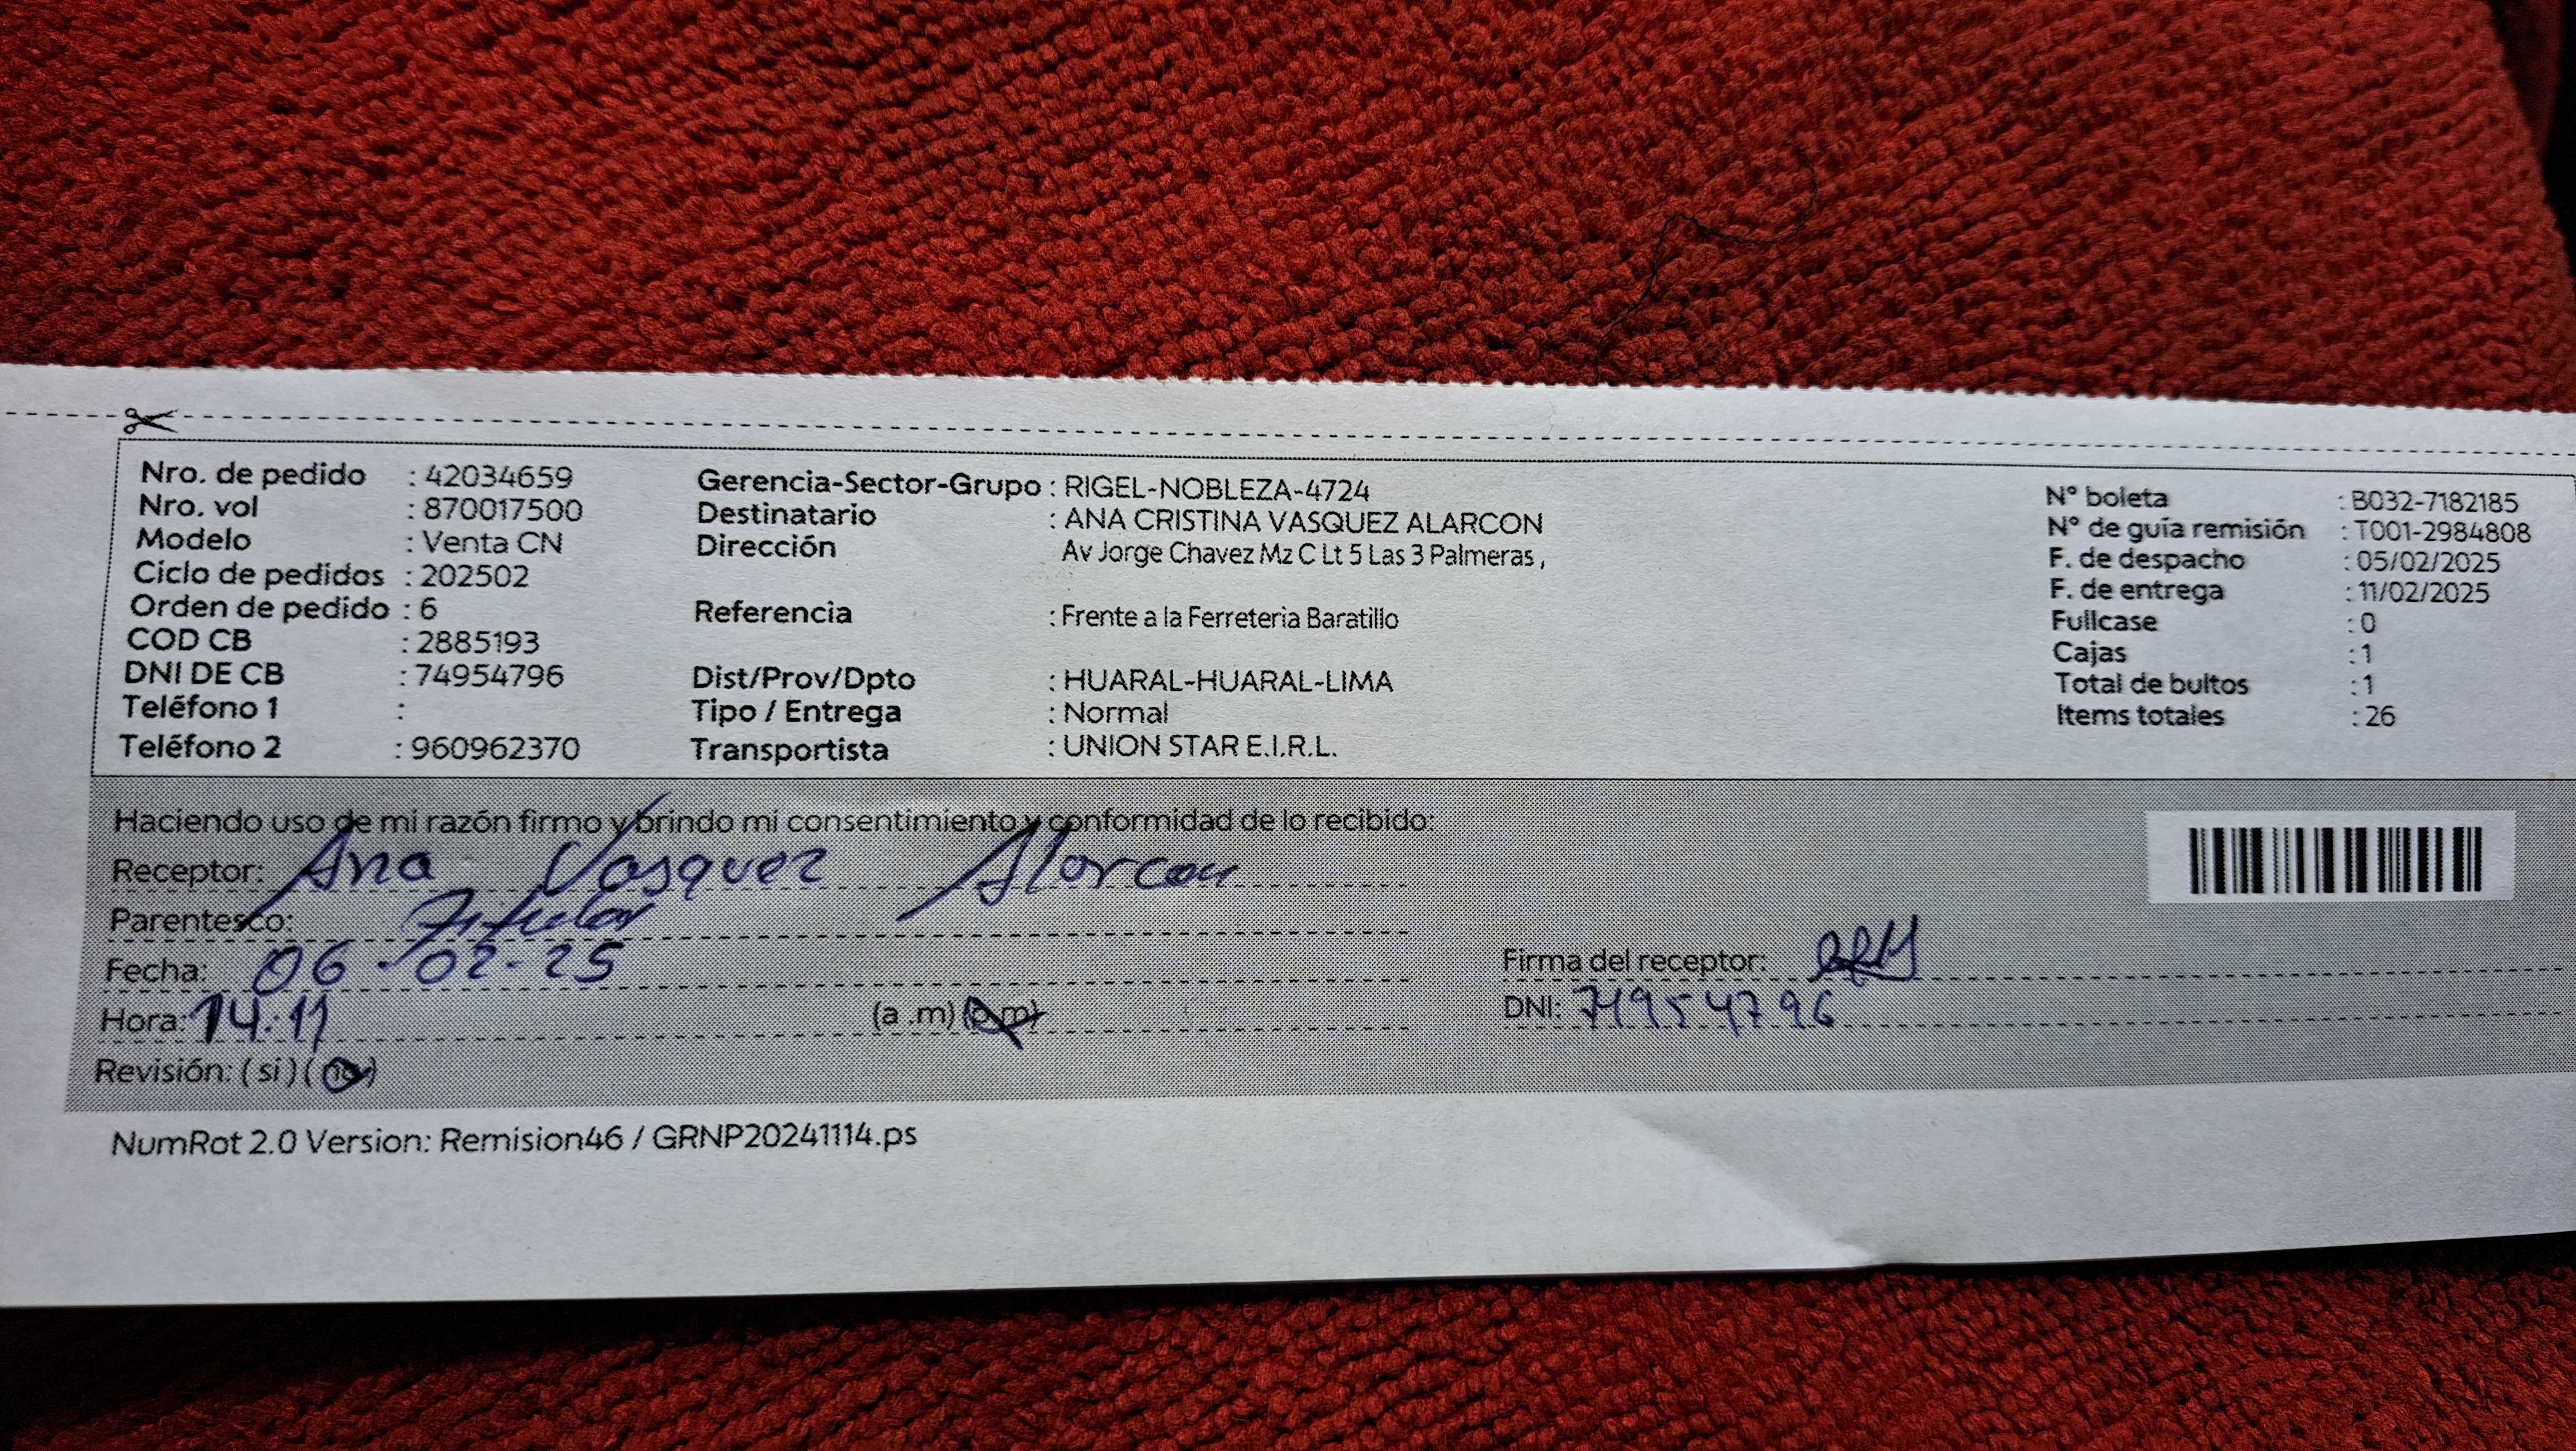 Nro. de pedido : 42034659
Nro. vol : 870017500
Modelo : Venta CN
Ciclo de pedidos : 202502
Orden de pedido : 6
COD CB : 2885193
DNI DE CB : 74954796
Teléfono 1 :
Teléfono 2 : 960962370
Gerencia-Sector-Grupo : RIGEL-NOBLEZA-4724
Destinatario : ANA CRISTINA VASQUEZ ALARCON
Dirección Av Jorge Chavez Mz C Lt 5 Las 3 Palmeras ,
Referencia : Frente a la Ferreteria Baratillo
Dist/Prov/Dpto : HUARAL-HUARAL-LIMA
Tipo / Entrega : Normal
Transportista : UNION STAR E.I.R.L.
N° boleta : B032-7182185
N° de guía remisión : T001-2984808
F. de despacho : 05/02/2025
F. de entrega : 11/02/2025
Fullcase : 0
Cajas : 1
Total de bultos : 1
Items totales : 26
Haciendo uso de mi razón firmo y brindo mi consentimiento y conformidad de lo recibido:
Receptor: Ana Vasquez Alarcon
Parentesco: Titular
Fecha: 06-02-25
Hora: 14:11 (a .m) (p.m)
Revisión: ( si ) ( no )
Firma del receptor:
DNI: 74954796
NumRot 2.0 Version: Remision46 / GRNP20241114.ps